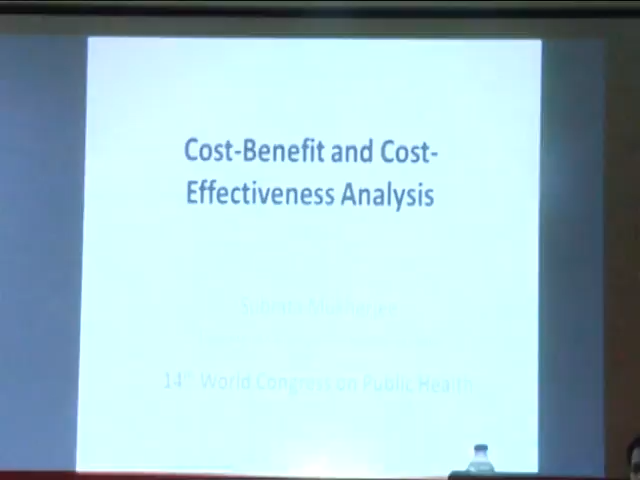 Cost-Benefit and Cost-
Effectiveness Analysis
14th World Congress on Public Health